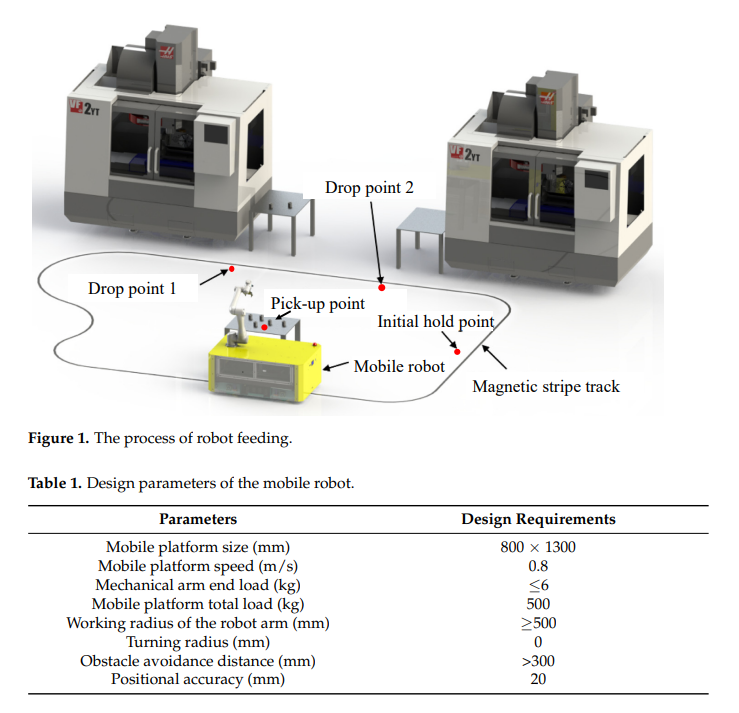 VF 2YT
VF 2YT
Drop point 2
Drop point 1
Pick-up point
Initial hold point
Mobile robot
Magnetic stripe track
Figure 1. The process of robot feeding.
Table 1. Design parameters of the mobile robot.
Parameters Design Requirements
Mobile platform size (mm) 800 × 1300
Mobile platform speed (m/s) 0.8
Mechanical arm end load (kg) ≤6
Mobile platform total load (kg) 500
Working radius of the robot arm (mm) ≥500
Turning radius (mm) 0
Obstacle avoidance distance (mm) >300
Positional accuracy (mm) 20